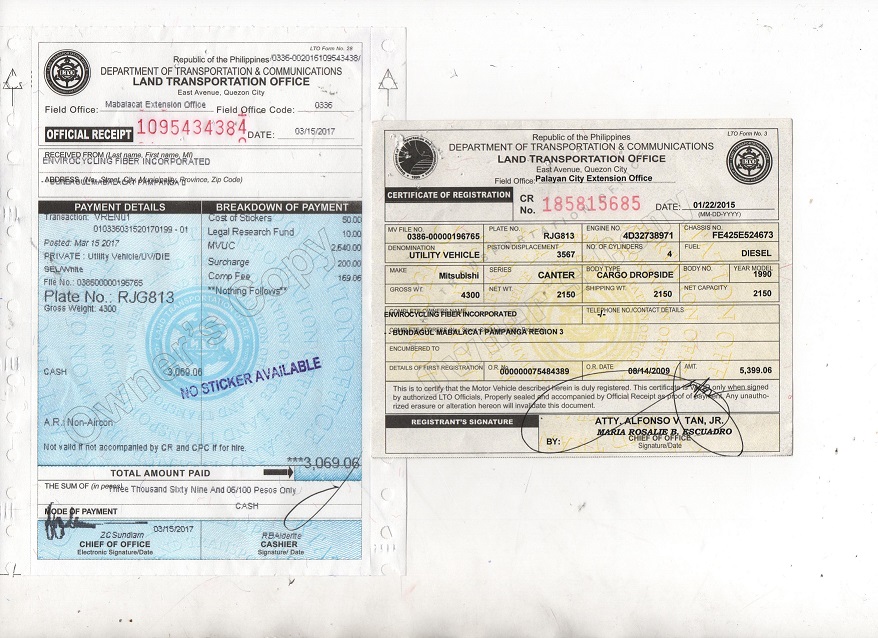 LTO Form No. 28
Republic of the Philippines/0336-002016109543438/
DEPARTMENT OF TRANSPORTATION & COMMUNICATIONS
LAND TRANSPORTATION OFFICE
East Avenue, Quezon City
Field Office: Mabalacat Extension Office Field Office Code: 0336
OFFICIAL RECEIPT 1095434384 DATE: 03/15/2017
RECEIVED FROM (Last name, First name, MI)
ENVIROCYCLING FIBER INCORPORATED
ADDRESS (No., Street, City, Municipality, Province, Zip Code)
MABALACAT PAMPANGA
PAYMENT DETAILS BREAKDOWN OF PAYMENT
Transaction: VREN01 Cost of Stickers 50.00
010336031520170199 - 01 Legal Research Fund 10.00
Posted: Mar 15 2017 MVUC 2,640.00
PRIVATE : Utility Vehicle/UV/DIE Surcharge 200.00
Comp Fee 169.06
File No.: 038600000196765 **Nothing Follows**
Plate No.: RJG813
Gross Weight: 4300
CASH 3,069.06
NO STICKER AVAILABLE
Owner's Copy
A.R.: Non-Aircon
Not valid if not accompanied by CR and CPC if for hire.
TOTAL AMOUNT PAID ***3,069.06
THE SUM OF (in pesos) Three Thousand Sixty Nine And 06/100 Pesos Only
MODE OF PAYMENT CASH
ZCSundiam 03/15/2017 RBAlderite
CHIEF OF OFFICE CASHIER
Electronic Signature/Date Signature/ Date
LTO Form No. 3
Republic of the Philippines
DEPARTMENT OF TRANSPORTATION & COMMUNICATIONS
LAND TRANSPORTATION OFFICE
East Avenue, Quezon City
Field Office: Palayan City Extension Office
CERTIFICATE OF REGISTRATION CR No. 185815685 DATE: 01/22/2015
(MM-DD-YYYY)
MV FILE NO. PLATE NO. ENGINE NO. CHASSIS NO.
0386-00000196765 RJG813 4D32738971 FE425E524673
DENOMINATION PISTON DISPLACEMENT NO. OF CYLINDERS FUEL
UTILITY VEHICLE 3567 4 DIESEL
MAKE SERIES BODY TYPE BODY NO. YEAR MODEL
Mitsubishi CANTER CARGO DROPSIDE 1990
GROSS WT. NET WT. SHIPPING WT. NET CAPACITY
4300 2150 2150 2150
COMPLETE OWNER'S NAME TELEPHONE NO./CONTACT DETAILS
ENVIROCYCLING FIBER INCORPORATED -/-
BUNDAGUL MABALACAT PAMPANGA REGION 3
ENCUMBERED TO
DETAILS OF FIRST REGISTRATION O.R. No. O.R. DATE AMT.
000000075484389 08/14/2009 5,399.06
This is to certify that the Motor Vehicle described herein is duly registered. This certificate is valid only when signed
by authorized LTO Officials, Properly sealed and accompanied by Official Receipt as proof of payment. Any unautho-
rized erasure or alteration hereon will invalidate this document.
REGISTRANT'S SIGNATURE ATTY. ALFONSO V. TAN, JR.
MARIA ROSALIE B. ESCUADRO
BY: CHIEF OF OFFICE
Signature/Date